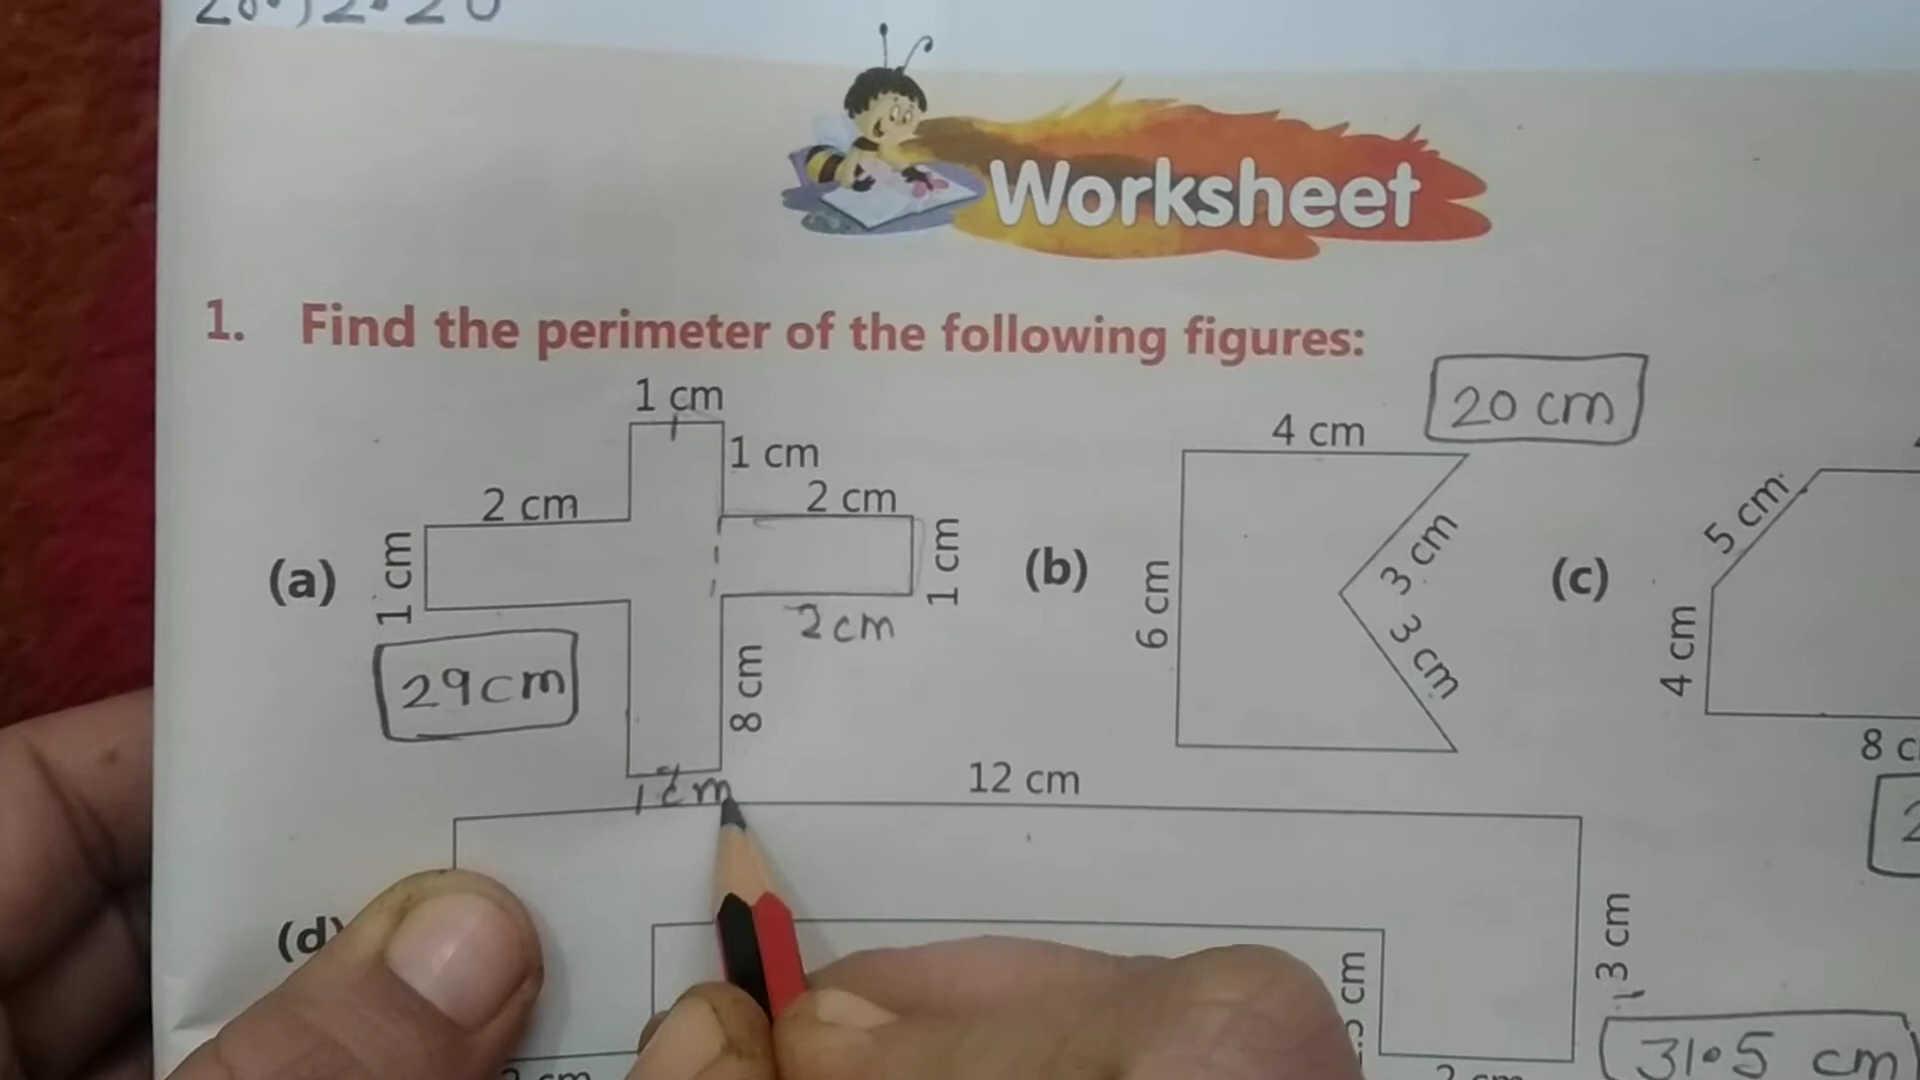 Worksheet
1. Find the perimeter of the following figures:
1 cm
1 cm
2 cm
2 cm
1 cm
1 cm
(a)
2cm
8 cm
29cm
1cm
20 cm
4 cm
(b)
6 cm
3 cm
3 cm
(c)
5 cm
4 cm
8 c
12 cm
(d)
3 cm
cm
31.5 cm